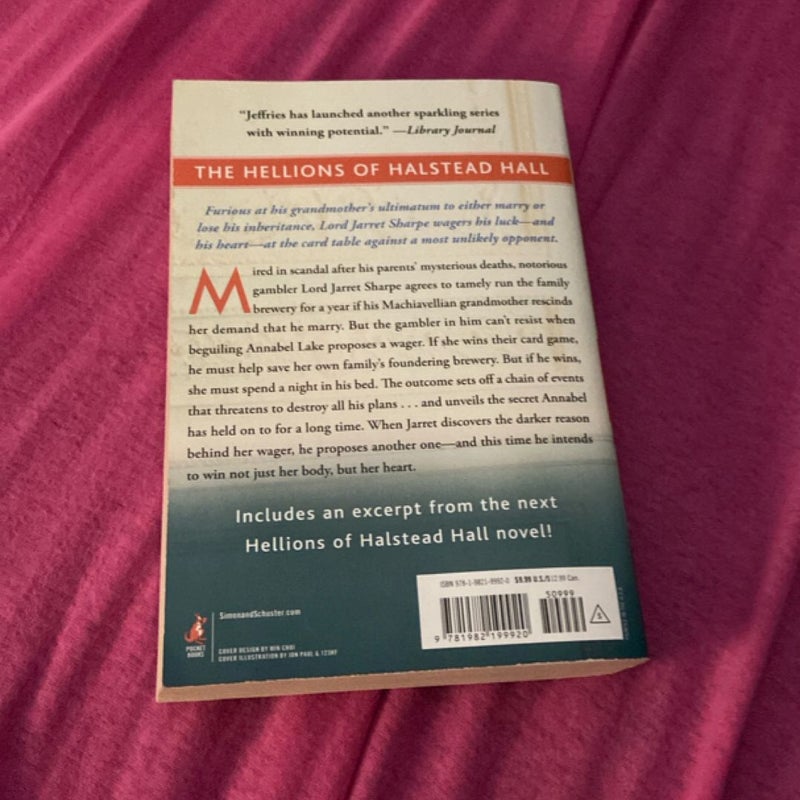 "Jeffries has launched another sparkling series
with winning potential." —Library Journal
THE HELLIONS OF HALSTEAD HALL
Furious at his grandmother's ultimatum to either marry or
lose his inheritance, Lord Jarret Sharpe wagers his luck—and
his heart—at the card table against a most unlikely opponent.
Mired in scandal after his parents' mysterious deaths, notorious
gambler Lord Jarret Sharpe agrees to tamely run the family
brewery for a year if his Machiavellian grandmother rescinds
her demand that he marry. But the gambler in him can't resist when
beguiling Annabel Lake proposes a wager. If she wins their card game,
he must help save her own family's foundering brewery. But if he wins,
she must spend a night in his bed. The outcome sets off a chain of events
that threatens to destroy all his plans . . . and unveils the secret Annabel
has held on to for a long time. When Jarret discovers the darker reason
behind her wager, he proposes another one—and this time he intends
to win not just her body, but her heart.
Includes an excerpt from the next
Hellions of Halstead Hall novel!
ISBN 978-1-9821-9992-0 $9.99 U.S./$12.99 Can.
50999
S
9 781982 199920
POCKET
BOOKS
SimonandSchuster.com
COVER DESIGN BY MIN CHOI
COVER ILLUSTRATION BY JON PAUL & 123RF